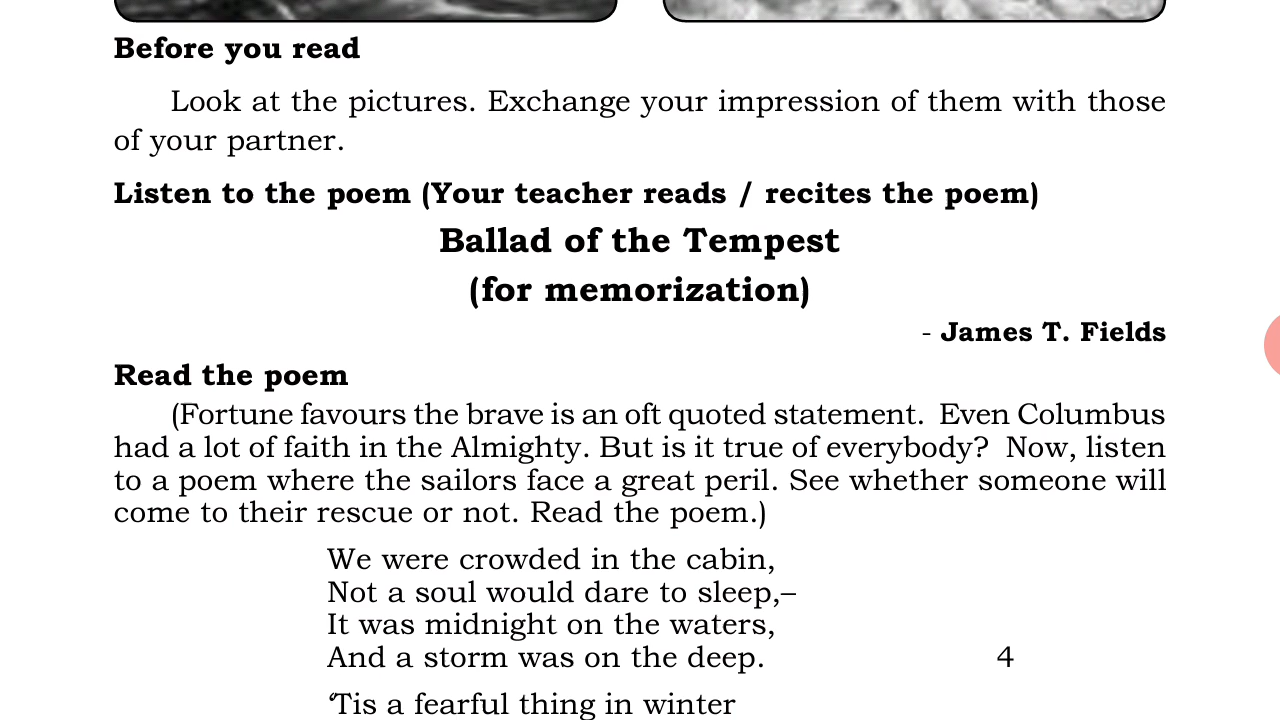 Before you read
Look at the pictures. Exchange your impression of them with those
of your partner.
Listen to the poem (Your teacher reads / recites the poem)
Ballad of the Tempest
(for memorization)
- James T. Fields
Read the poem
(Fortune favours the brave is an oft quoted statement. Even Columbus
had a lot of faith in the Almighty. But is it true of everybody? Now, listen
to a poem where the sailors face a great peril. See whether someone will
come to their rescue or not. Read the poem.)
We were crowded in the cabin,
Not a soul would dare to sleep,–
It was midnight on the waters,
And a storm was on the deep. 4
‘Tis a fearful thing in winter